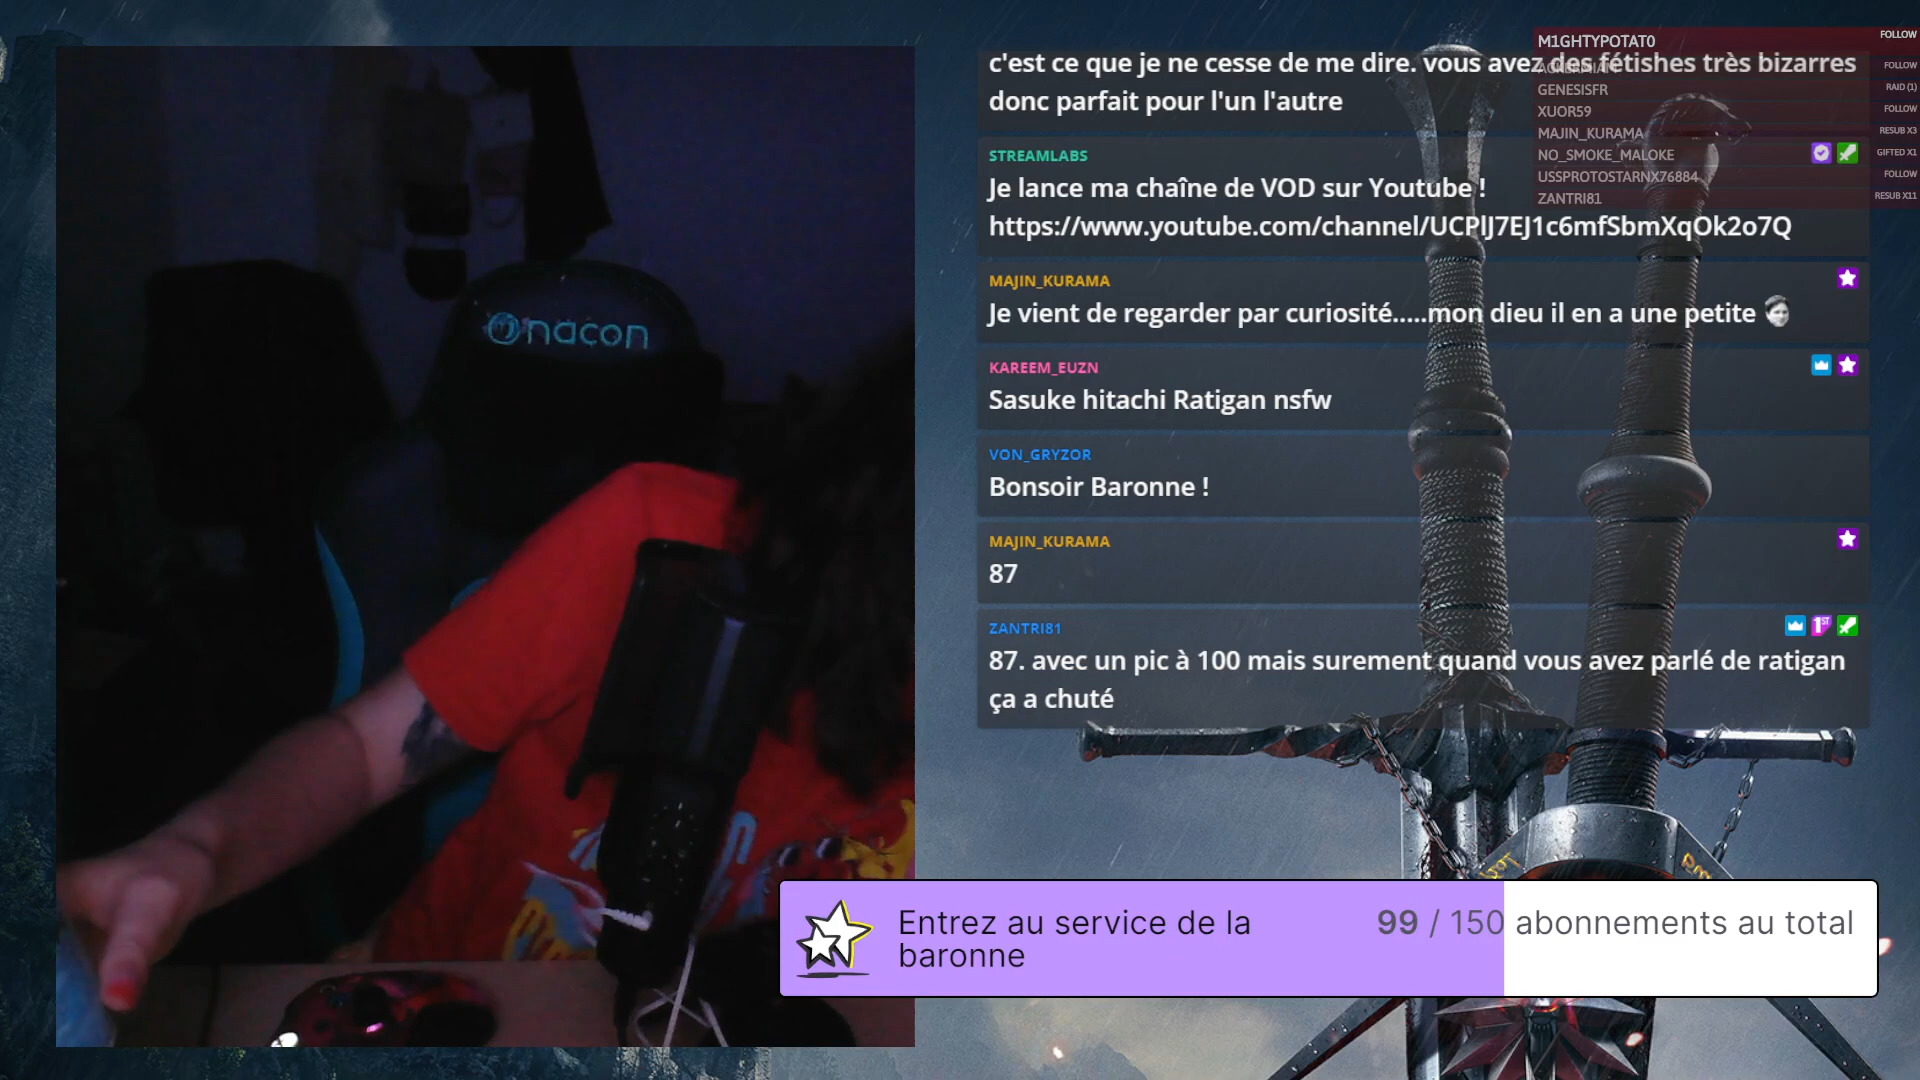 c'est ce que je ne cesse de me dire. vous avez des fétishes très bizarres
donc parfait pour l'un l'autre
STREAMLABS
Je lance ma chaîne de VOD sur Youtube !
https://www.youtube.com/channel/UCPlJ7EJ1c6mfSbmXqOk2o7Q
MAJIN_KURAMA
Je vient de regarder par curiosité.....mon dieu il en a une petite
KAREEM_EUZN
Sasuke hitachi Ratigan nsfw
VON_GRYZOR
Bonsoir Baronne !
MAJIN_KURAMA
87
ZANTRI81
87. avec un pic à 100 mais surement quand vous avez parlé de ratigan
ça a chuté
M1GHTYPOTAT0 FOLLOW
FOLLOW
GENESISFR RAID (1)
XUOR59 FOLLOW
MAJIN_KURAMA RESUB X3
NO_SMOKE_MALOKE GIFTED X1
USSPROTOSTARNX76884 FOLLOW
ZANTRI81 RESUB X11
nacon
1ST
Entrez au service de la
baronne
99 / 150 abonnements au total